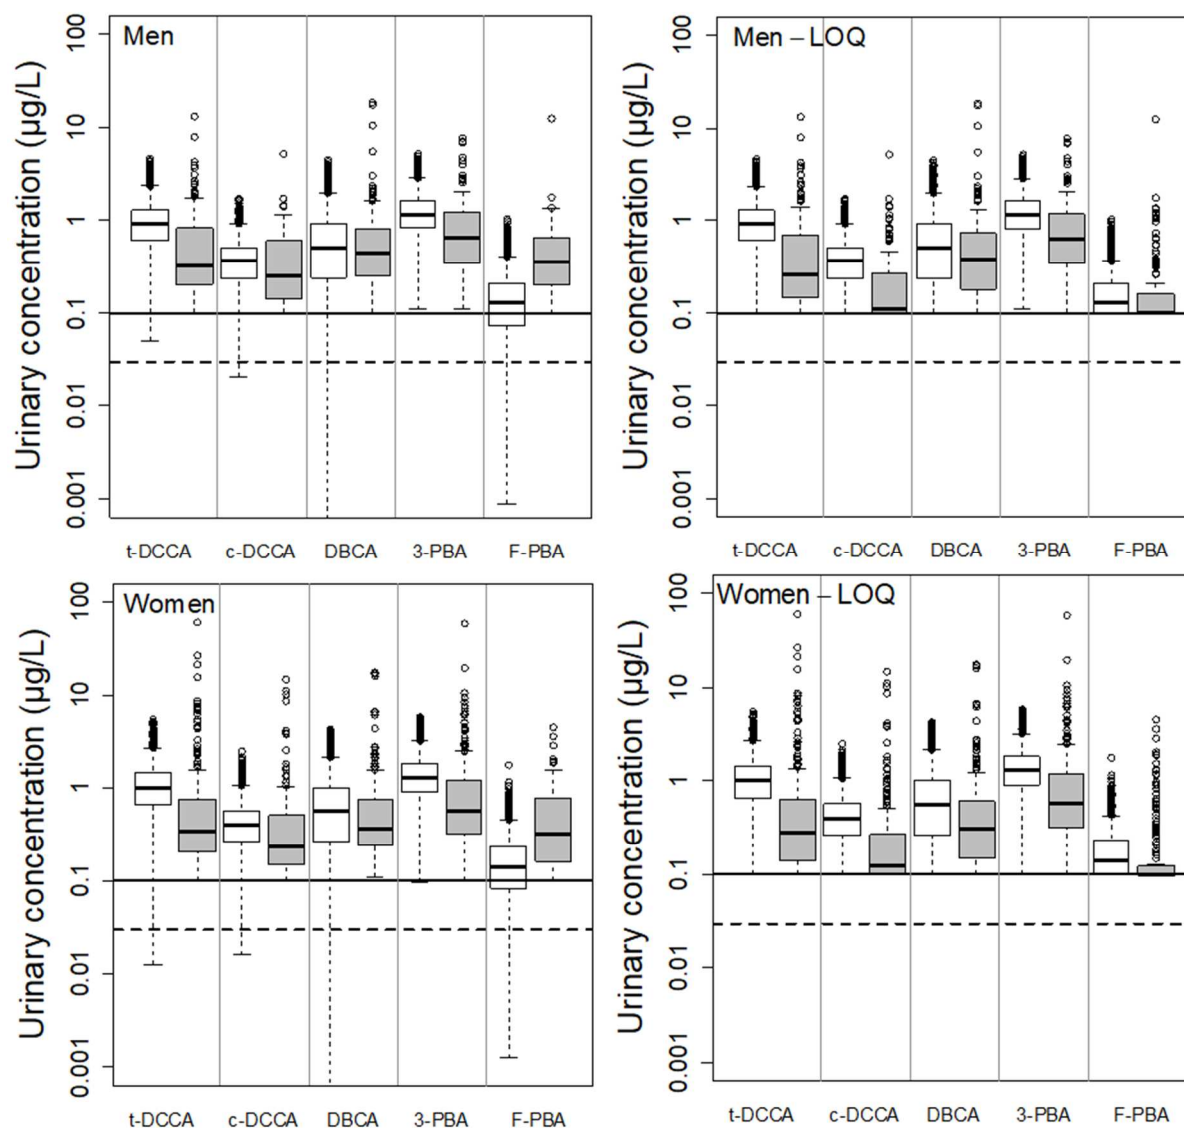 Men
Urinary concentration (µg/L)
100
10
1
0.1
0.01
0.001
t-DCCA c-DCCA DBCA 3-PBA F-PBA
Men – LOQ
Urinary concentration (µg/L)
100
10
1
0.1
0.01
0.001
t-DCCA c-DCCA DBCA 3-PBA F-PBA
Women
Urinary concentration (µg/L)
100
10
1
0.1
0.01
0.001
t-DCCA c-DCCA DBCA 3-PBA F-PBA
Women – LOQ
Urinary concentration (µg/L)
100
10
1
0.1
0.01
0.001
t-DCCA c-DCCA DBCA 3-PBA F-PBA